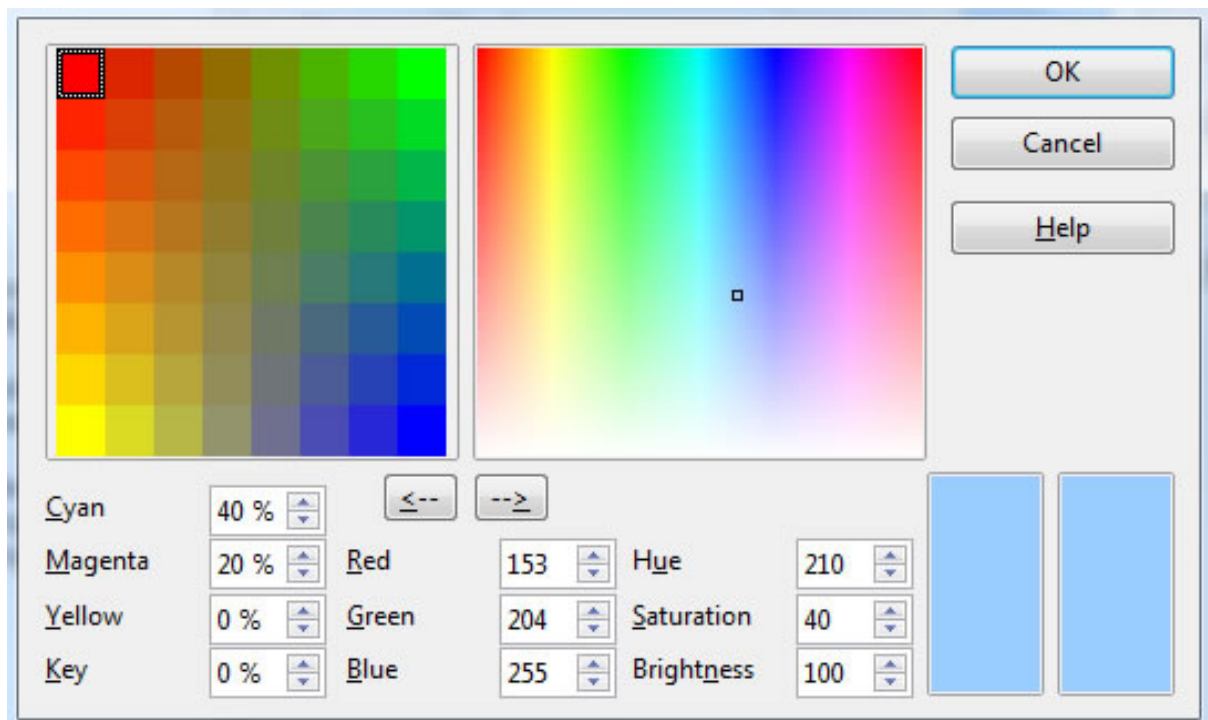 OK
Cancel
Help
<-- -->
Cyan 40 %
Magenta 20 % Red 153 Hue 210
Yellow 0 % Green 204 Saturation 40
Key 0 % Blue 255 Brightness 100